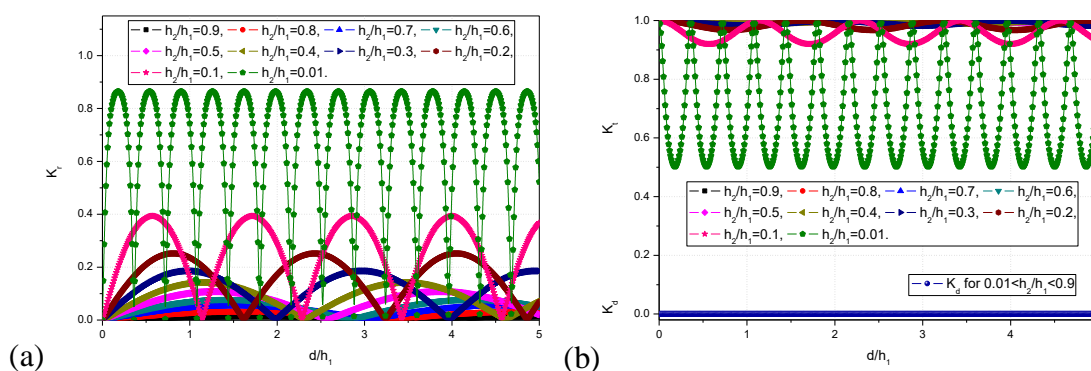 h₂/h₁=0.9, h₂/h₁=0.8, h₂/h₁=0.7, h₂/h₁=0.6,
h₂/h₁=0.5, h₂/h₁=0.4, h₂/h₁=0.3, h₂/h₁=0.2,
h₂/h₁=0.1, h₂/h₁=0.01.
1.0
0.8
0.6
0.4
0.2
0.0
Kᵣ
0 1 2 3 4 5
d/h₁
(a)
1.0
0.8
0.6
0.4
0.2
0.0
Kₜ
K_d
h₂/h₁=0.9, h₂/h₁=0.8, h₂/h₁=0.7, h₂/h₁=0.6,
h₂/h₁=0.5, h₂/h₁=0.4, h₂/h₁=0.3, h₂/h₁=0.2,
h₂/h₁=0.1, h₂/h₁=0.01.
K_d for 0.01<h₂/h₁<0.9
0 1 2 3 4
d/h₁
(b)